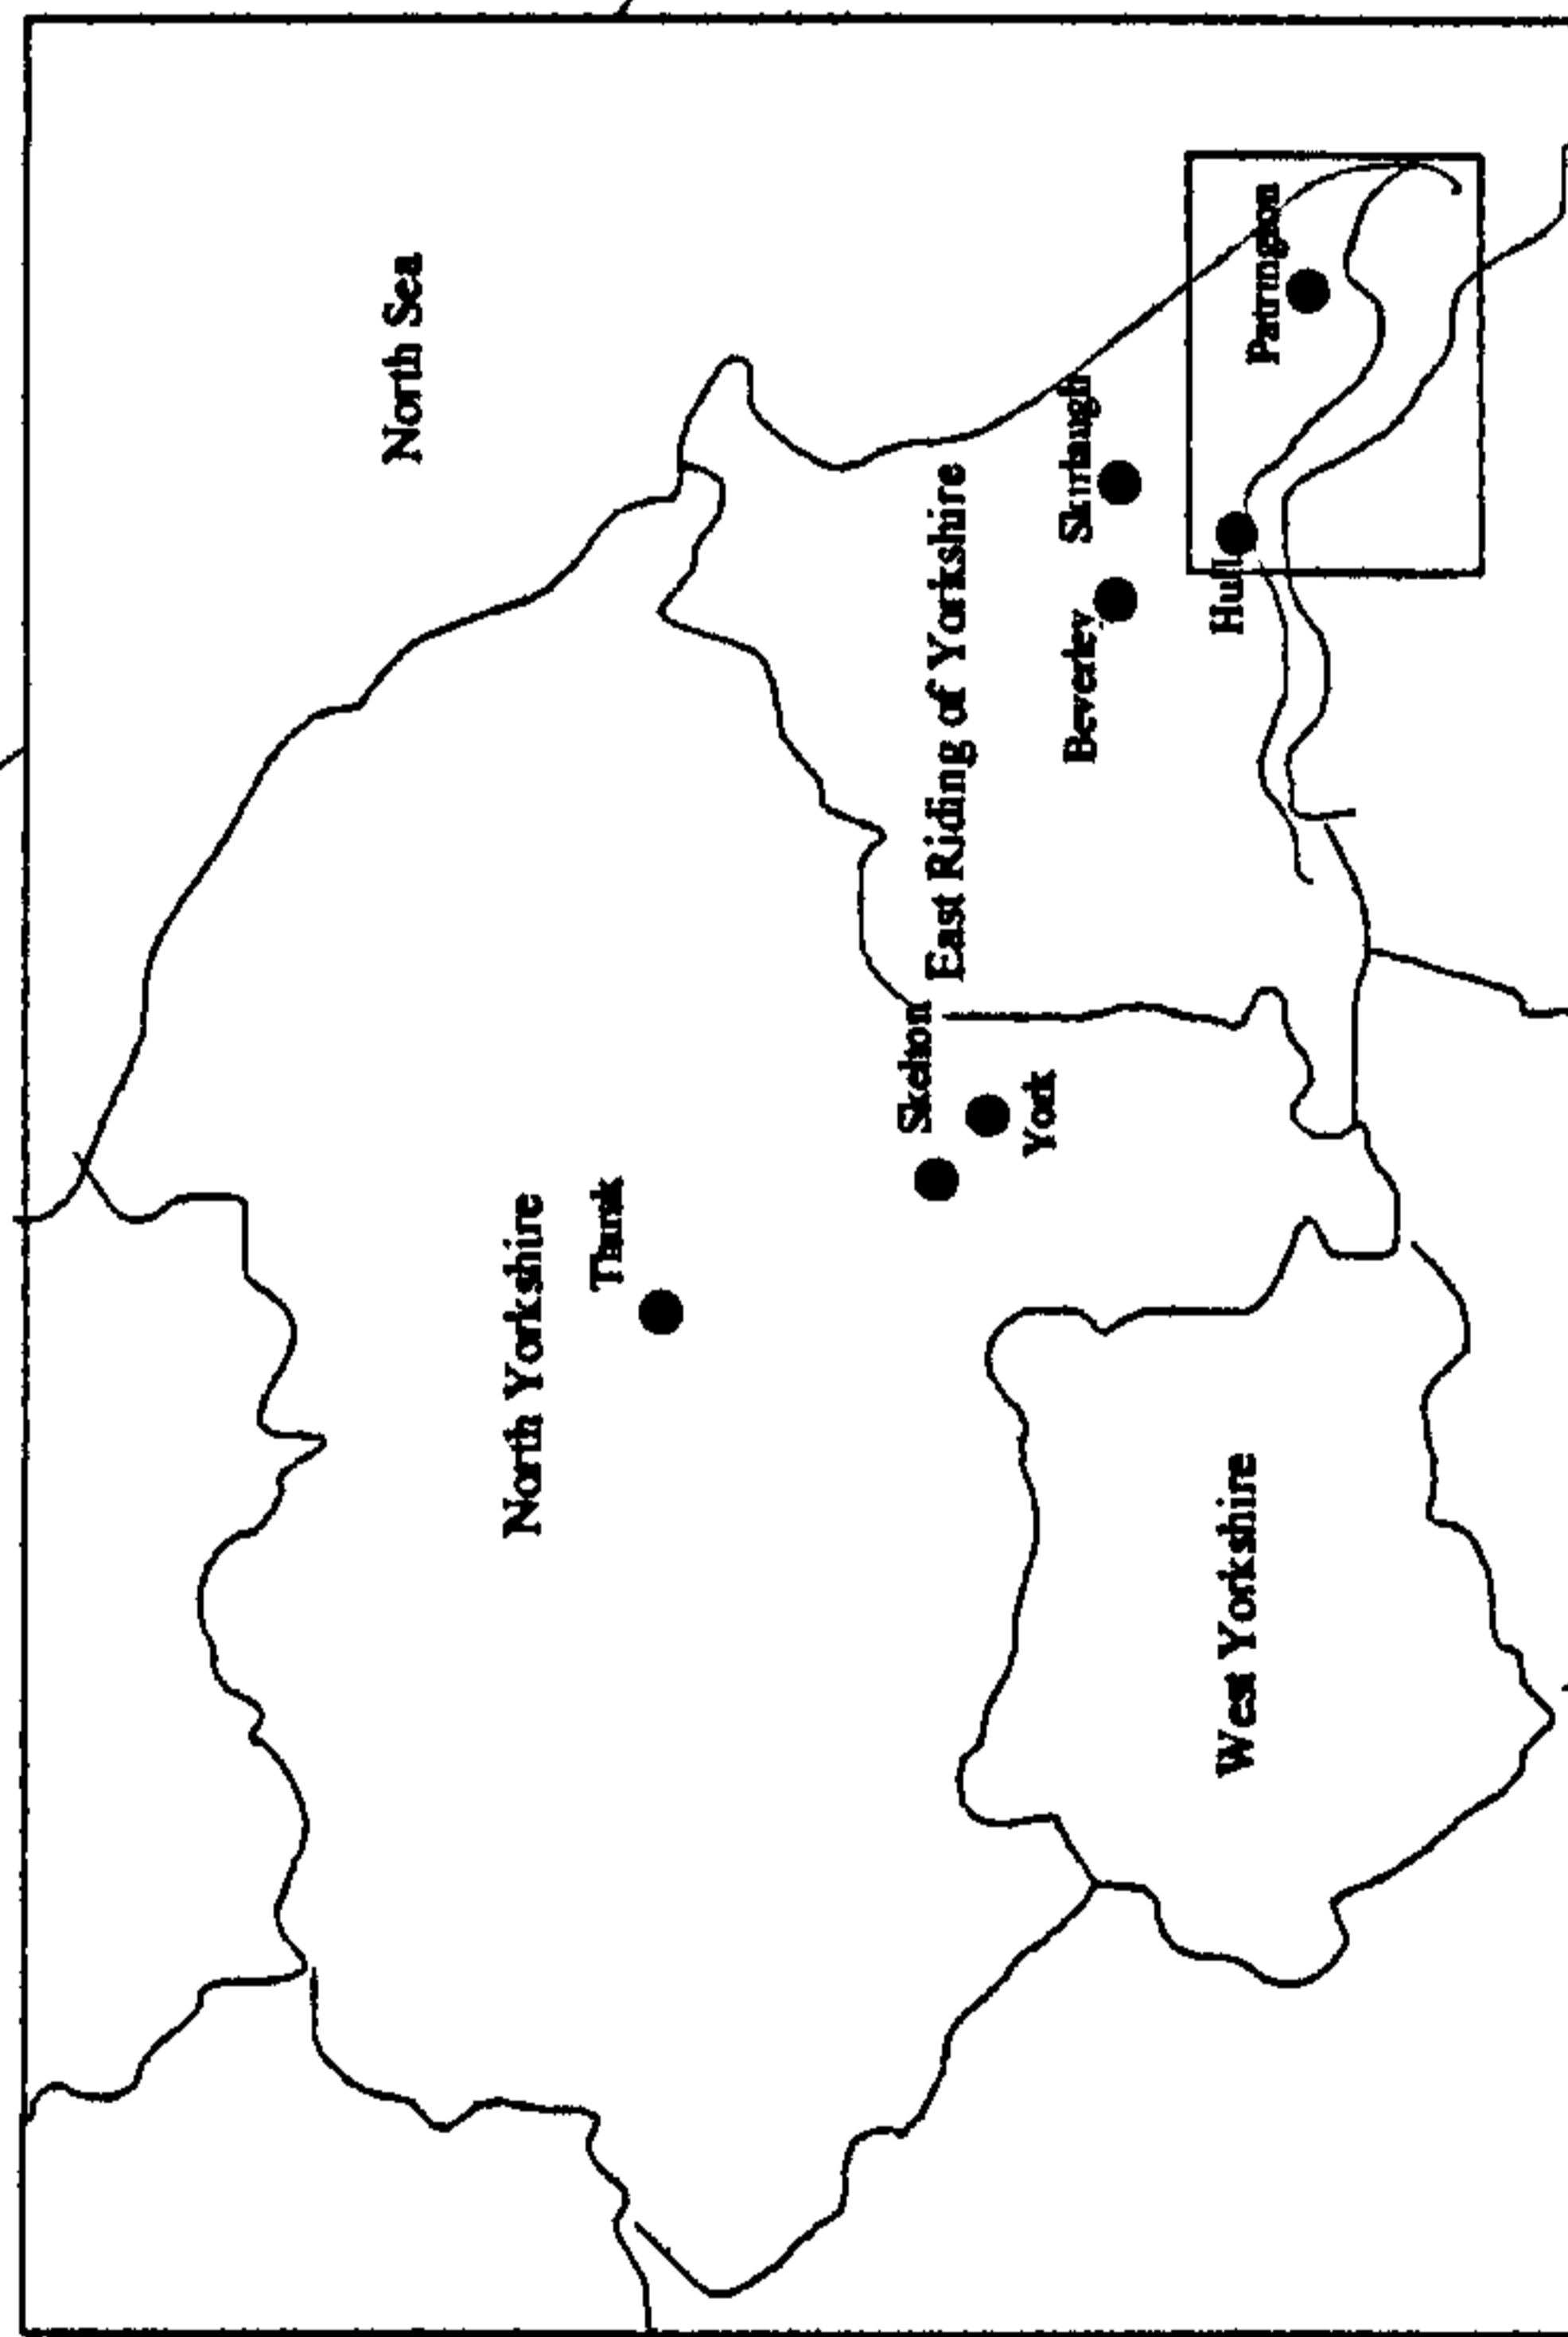 North Sea
North Yorkshire
Thirsk
Skelton
York
East Riding of Yorkshire
Beverley
Skirlaugh
Hull
Patrington
West Yorkshire